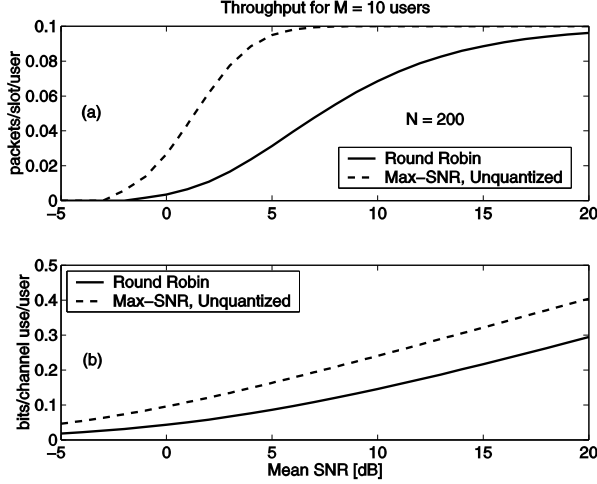 Throughput for M = 10 users
packets/slot/user
0.1
0.08
0.06
0.04
0.02
0
(a)
N = 200
Round Robin
Max−SNR, Unquantized
−5 0 5 10 15 20
bits/channel use/user
0.5
0.4
0.3
0.2
0.1
0
Round Robin
Max−SNR, Unquantized
(b)
−5 0 5 10 15 20
Mean SNR [dB]